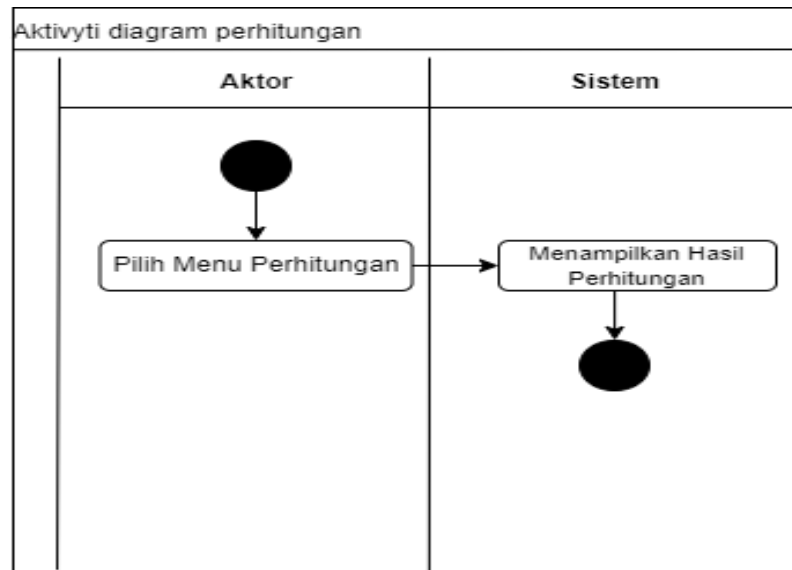 Aktivyti diagram perhitungan
Aktor
Sistem
Pilih Menu Perhitungan
Menampilkan Hasil
Perhitungan